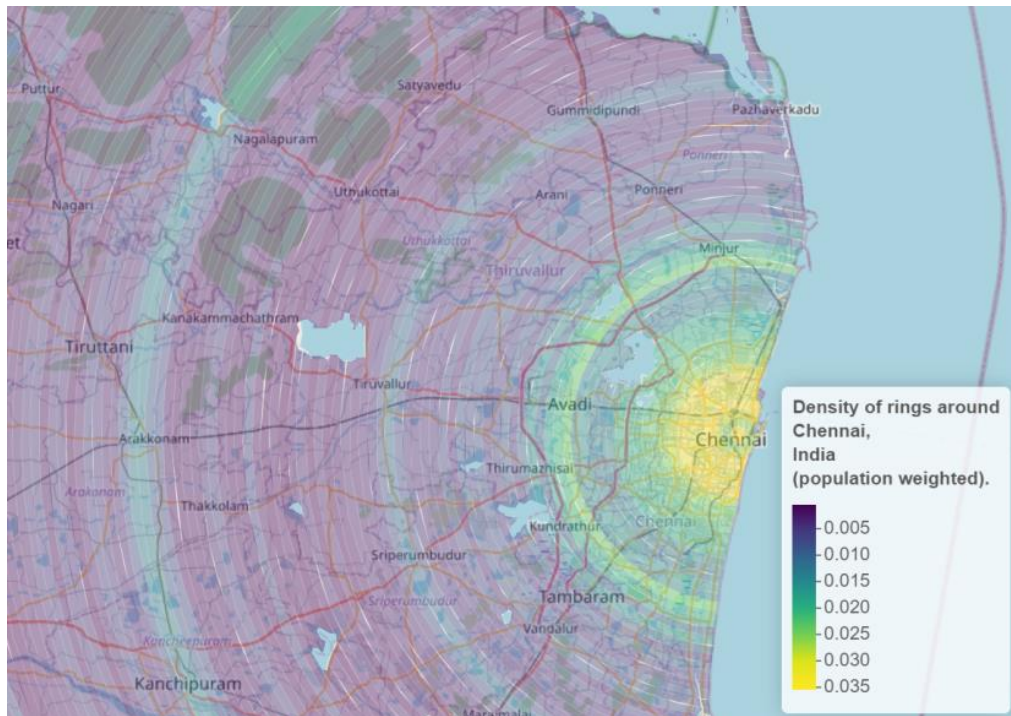 Puttur
Satyavedu
Gummidipundi
Pazhaverkadu
Nagalapuram
Ponneri
Nagari
Uthukottai
Arani
Ponneri
et
Uthukkottai
Minjur
Thiruvallur
Kanakammachathram
Tiruttani
Tiruvallur
Avadi
Arakkonam
Chennai
Thirumazhisai
Arakonam
Thakkolam
Kundrathur
Chennai
Sriperumbudur
Sriperumbudur
Tambaram
Vandalur
Kancheepuram
Kanchipuram
Density of rings around
Chennai,
India
(population weighted).
0.005
0.010
0.015
0.020
0.025
0.030
0.035